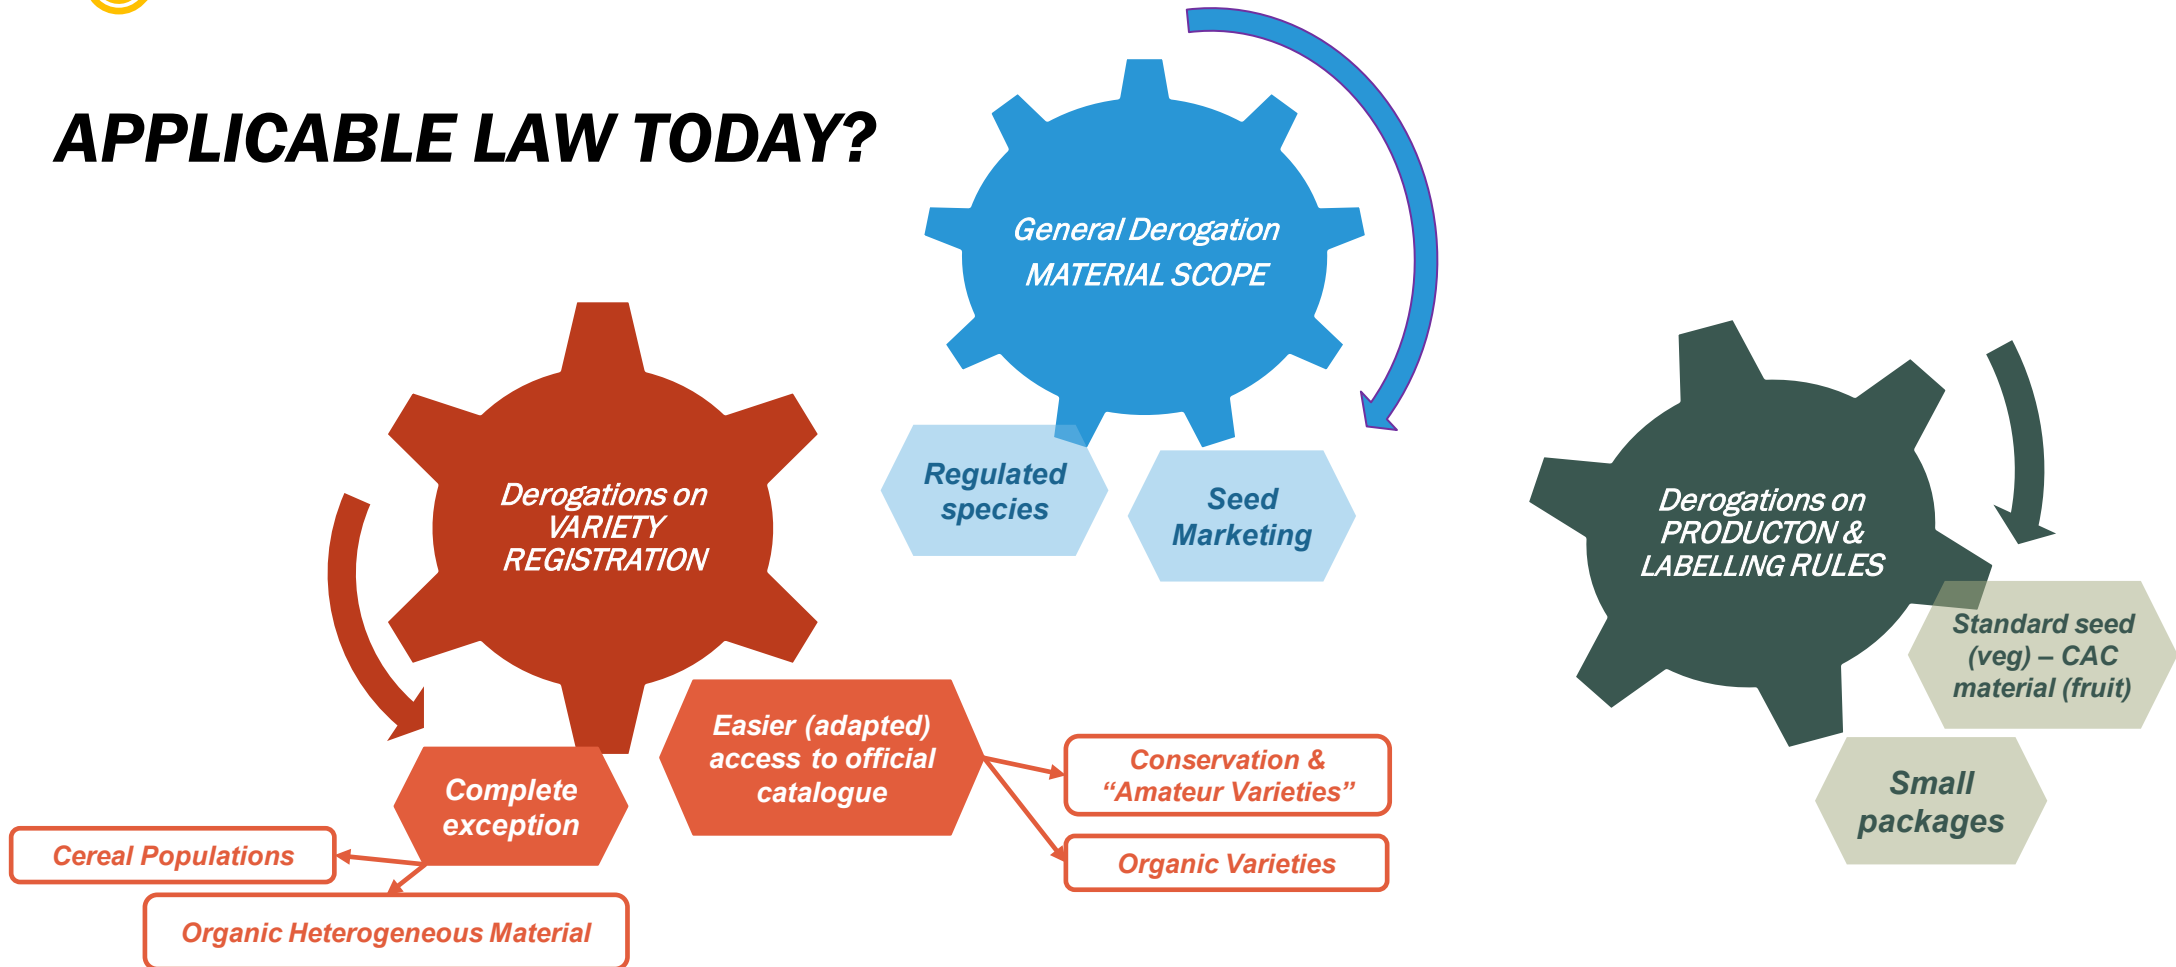 APPLICABLE LAW TODAY?
General Derogation
MATERIAL SCOPE
Regulated
species
Seed
Marketing
Derogations on
VARIETY
REGISTRATION
Complete
exception
Cereal Populations
Organic Heterogeneous Material
Easier (adapted)
access to official
catalogue
Conservation &
“Amateur Varieties”
Organic Varieties
Derogations on
PRODUCTON &
LABELLING RULES
Standard seed
(veg) – CAC
material (fruit)
Small
packages